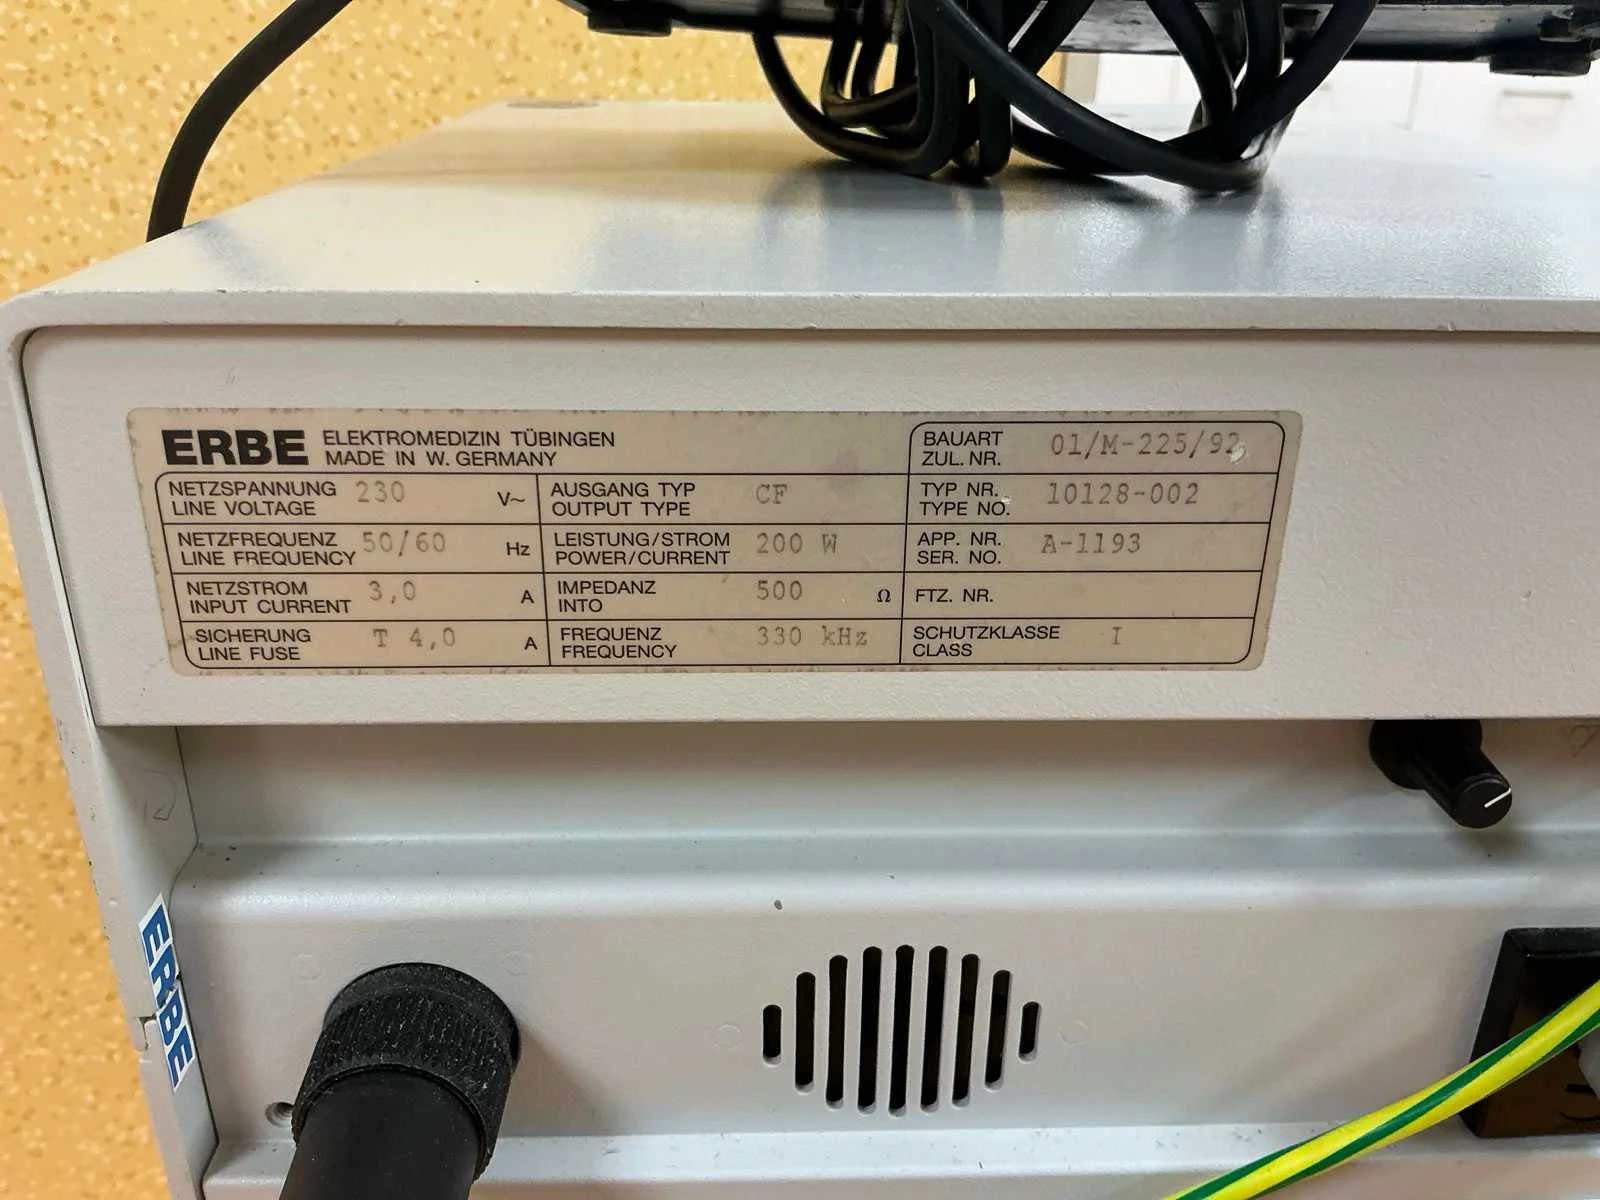 ERBE ELEKTROMEDIZIN TÜBINGEN
MADE IN W. GERMANY
BAUART 01/M-225/92
ZUL. NR.
NETZSPANNUNG 230 V~
LINE VOLTAGE
AUSGANG TYP CF
OUTPUT TYPE
TYP NR. 10128-002
TYPE NO.
NETZFREQUENZ 50/60 Hz
LINE FREQUENCY
LEISTUNG/STROM 200 W
POWER/CURRENT
APP. NR. A-1193
SER. NO.
NETZSTROM 3,0 A
INPUT CURRENT
IMPEDANZ 500 Ω
INTO
FTZ. NR.
SICHERUNG T 4,0 A
LINE FUSE
FREQUENZ 330 kHz
FREQUENCY
SCHUTZKLASSE I
CLASS
ERBE